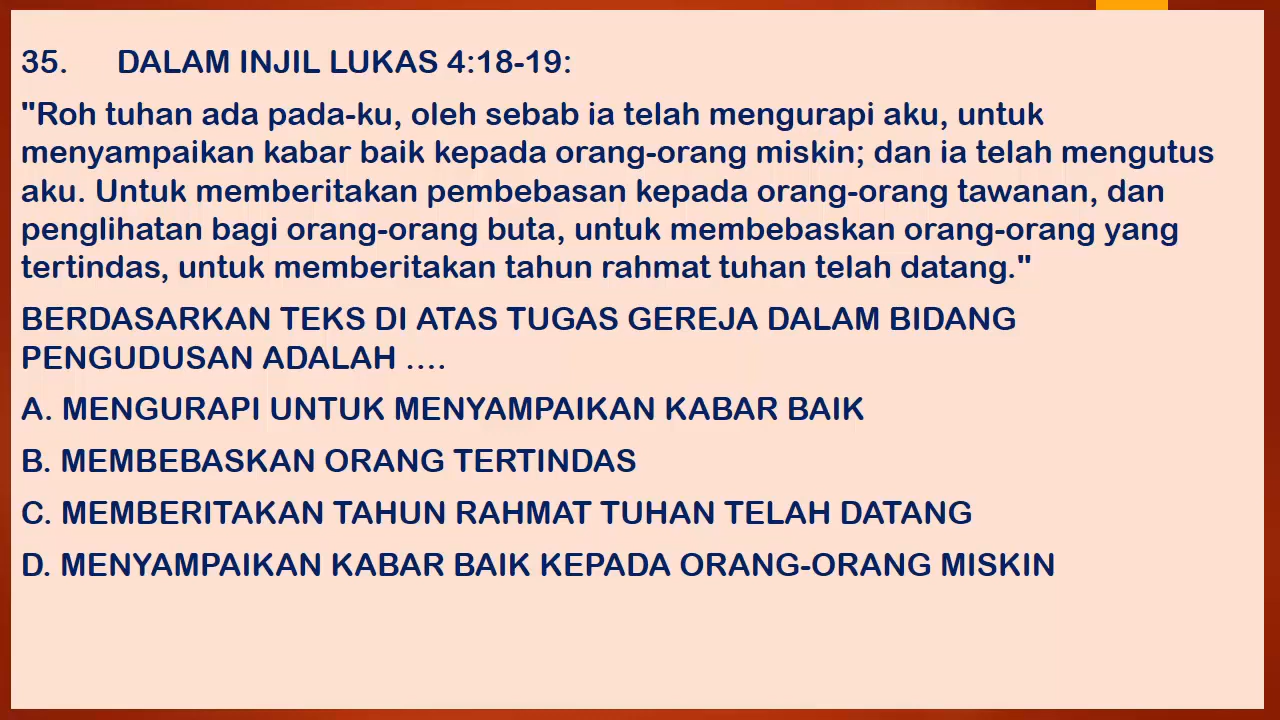 35. DALAM INJIL LUKAS 4:18-19:
"Roh tuhan ada pada-ku, oleh sebab ia telah mengurapi aku, untuk
menyampaikan kabar baik kepada orang-orang miskin; dan ia telah mengutus
aku. Untuk memberitakan pembebasan kepada orang-orang tawanan, dan
penglihatan bagi orang-orang buta, untuk membebaskan orang-orang yang
tertindas, untuk memberitakan tahun rahmat tuhan telah datang."
BERDASARKAN TEKS DI ATAS TUGAS GEREJA DALAM BIDANG
PENGUDUSAN ADALAH ....
A. MENGURAPI UNTUK MENYAMPAIKAN KABAR BAIK
B. MEMBEBASKAN ORANG TERTINDAS
C. MEMBERITAKAN TAHUN RAHMAT TUHAN TELAH DATANG
D. MENYAMPAIKAN KABAR BAIK KEPADA ORANG-ORANG MISKIN